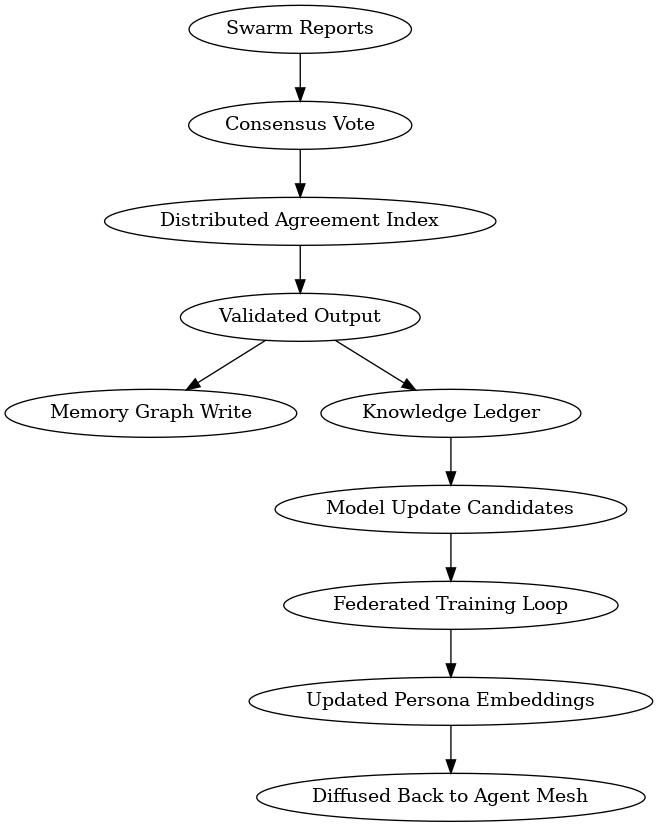 Swarm Reports
Consensus Vote
Distributed Agreement Index
Validated Output
Memory Graph Write
Knowledge Ledger
Model Update Candidates
Federated Training Loop
Updated Persona Embeddings
Diffused Back to Agent Mesh